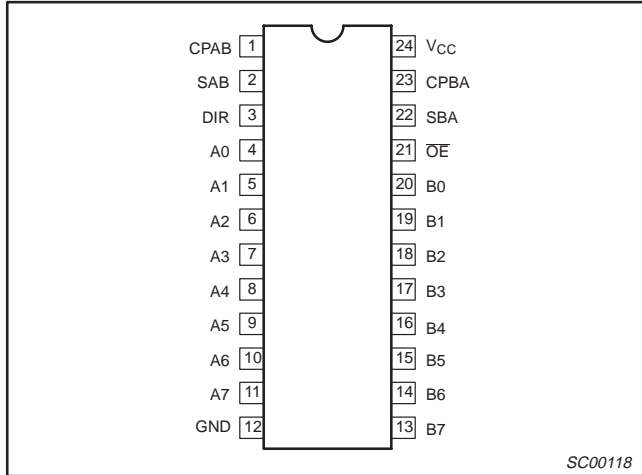 CPAB 1 24 VCC
SAB 2 23 CPBA
DIR 3 22 SBA
A0 4 21 O̅E̅
A1 5 20 B0
A2 6 19 B1
A3 7 18 B2
A4 8 17 B3
A5 9 16 B4
A6 10 15 B5
A7 11 14 B6
GND 12 13 B7
SC00118